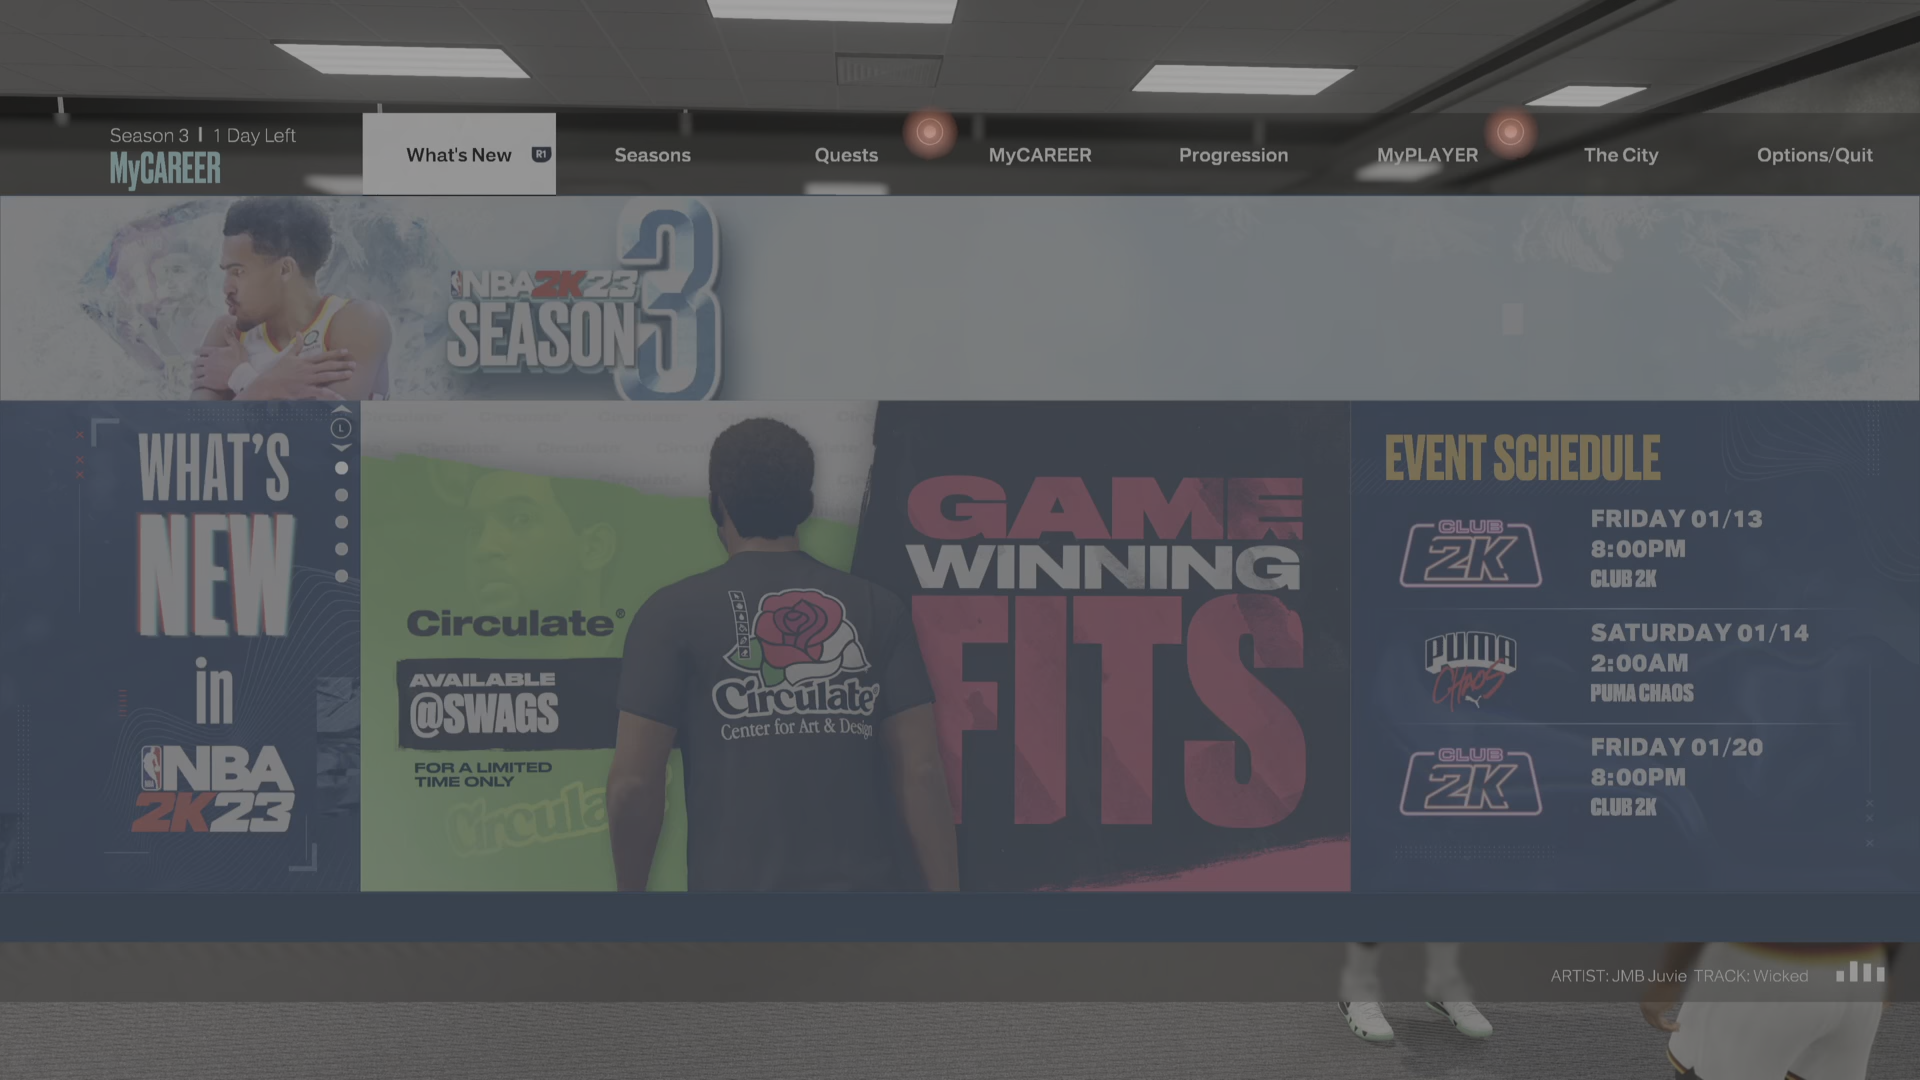 Season 3 | 1 Day Left
MyCAREER
What's New R1
Seasons
Quests
MyCAREER
Progression
MyPLAYER
The City
Options/Quit
NBA 2K23
SEASON 3
WHAT'S
NEW
in
NBA
2K23
L
Circulate®
AVAILABLE
@SWAGS
FOR A LIMITED
TIME ONLY
Circula
Circulate®
Center for Art & Design
GAME
WINNING
FITS
EVENT SCHEDULE
CLUB
2K
FRIDAY 01/13
8:00PM
CLUB 2K
PUMA
CHAOS
SATURDAY 01/14
2:00AM
PUMA CHAOS
CLUB
2K
FRIDAY 01/20
8:00PM
CLUB 2K
ARTIST: JMB Juvie TRACK: Wicked